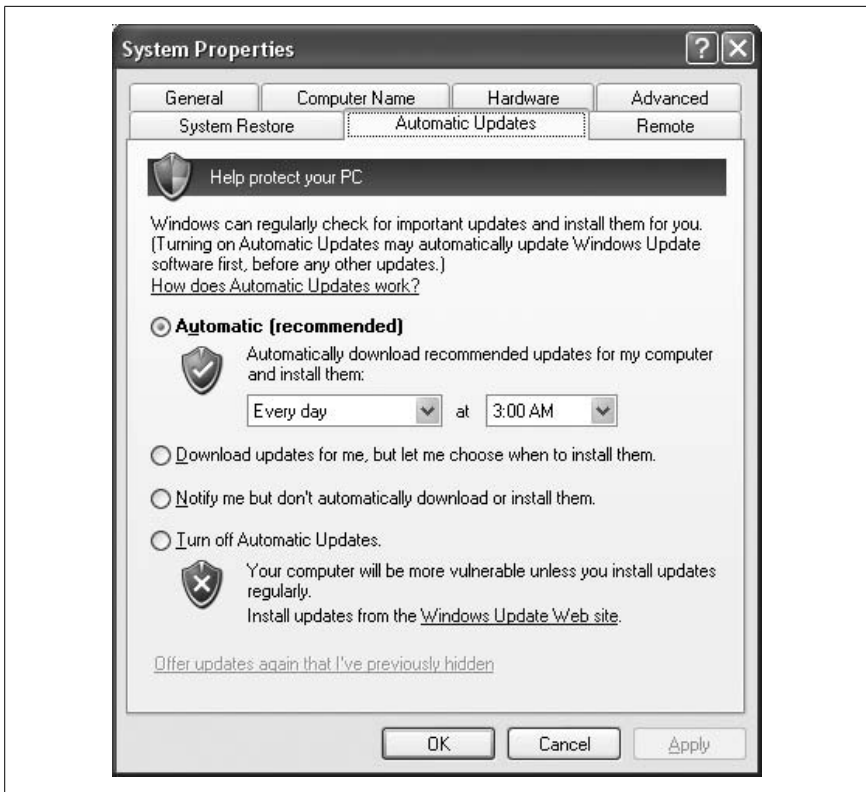 System Properties
General Computer Name Hardware Advanced
System Restore Automatic Updates Remote
Help protect your PC
Windows can regularly check for important updates and install them for you.
(Turning on Automatic Updates may automatically update Windows Update
software first, before any other updates.)
How does Automatic Updates work?
Automatic (recommended)
Automatically download recommended updates for my computer
and install them:
Every day at 3:00 AM
Download updates for me, but let me choose when to install them.
Notify me but don't automatically download or install them.
Turn off Automatic Updates.
Your computer will be more vulnerable unless you install updates
regularly.
Install updates from the Windows Update Web site.
Offer updates again that I've previously hidden
OK Cancel Apply